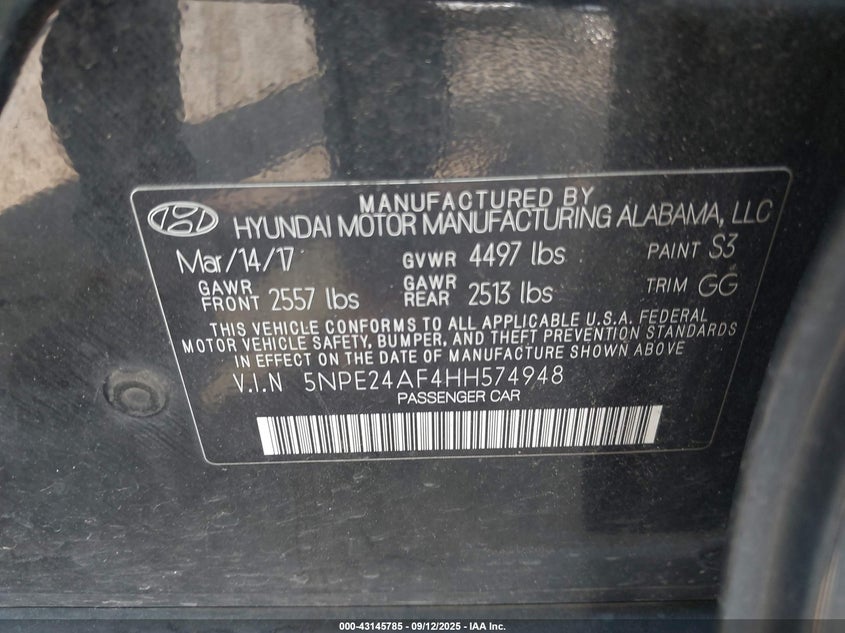 MANUFACTURED BY
HYUNDAI MOTOR MANUFACTURING ALABAMA, LLC
Mar/14/17 GVWR 4497 lbs PAINT S3
GAWR FRONT 2557 lbs GAWR REAR 2513 lbs TRIM GG
THIS VEHICLE CONFORMS TO ALL APPLICABLE U.S.A. FEDERAL
MOTOR VEHICLE SAFETY, BUMPER, AND THEFT PREVENTION STANDARDS
IN EFFECT ON THE DATE OF MANUFACTURE SHOWN ABOVE
V.I.N 5NPE24AF4HH574948
PASSENGER CAR
000-43145785 - 09/12/2025 - IAA Inc.